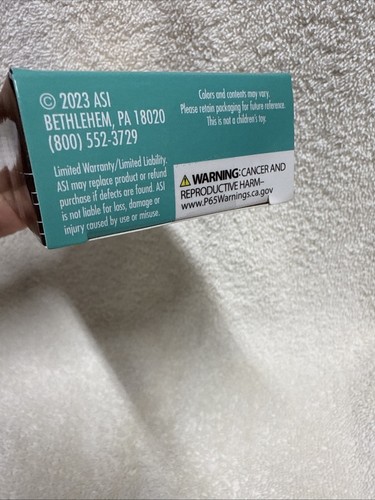 © 2023 ASI
BETHLEHEM, PA 18020
(800) 552-3729
Limited Warranty/Limited Liability.
ASI may replace product or refund
purchase if defects are found. ASI
is not liable for loss, damage or
injury caused by use or misuse.
Colors and contents may vary.
Please retain packaging for future reference.
This is not a children's toy.
⚠ WARNING: CANCER AND
REPRODUCTIVE HARM–
www.P65Warnings.ca.gov